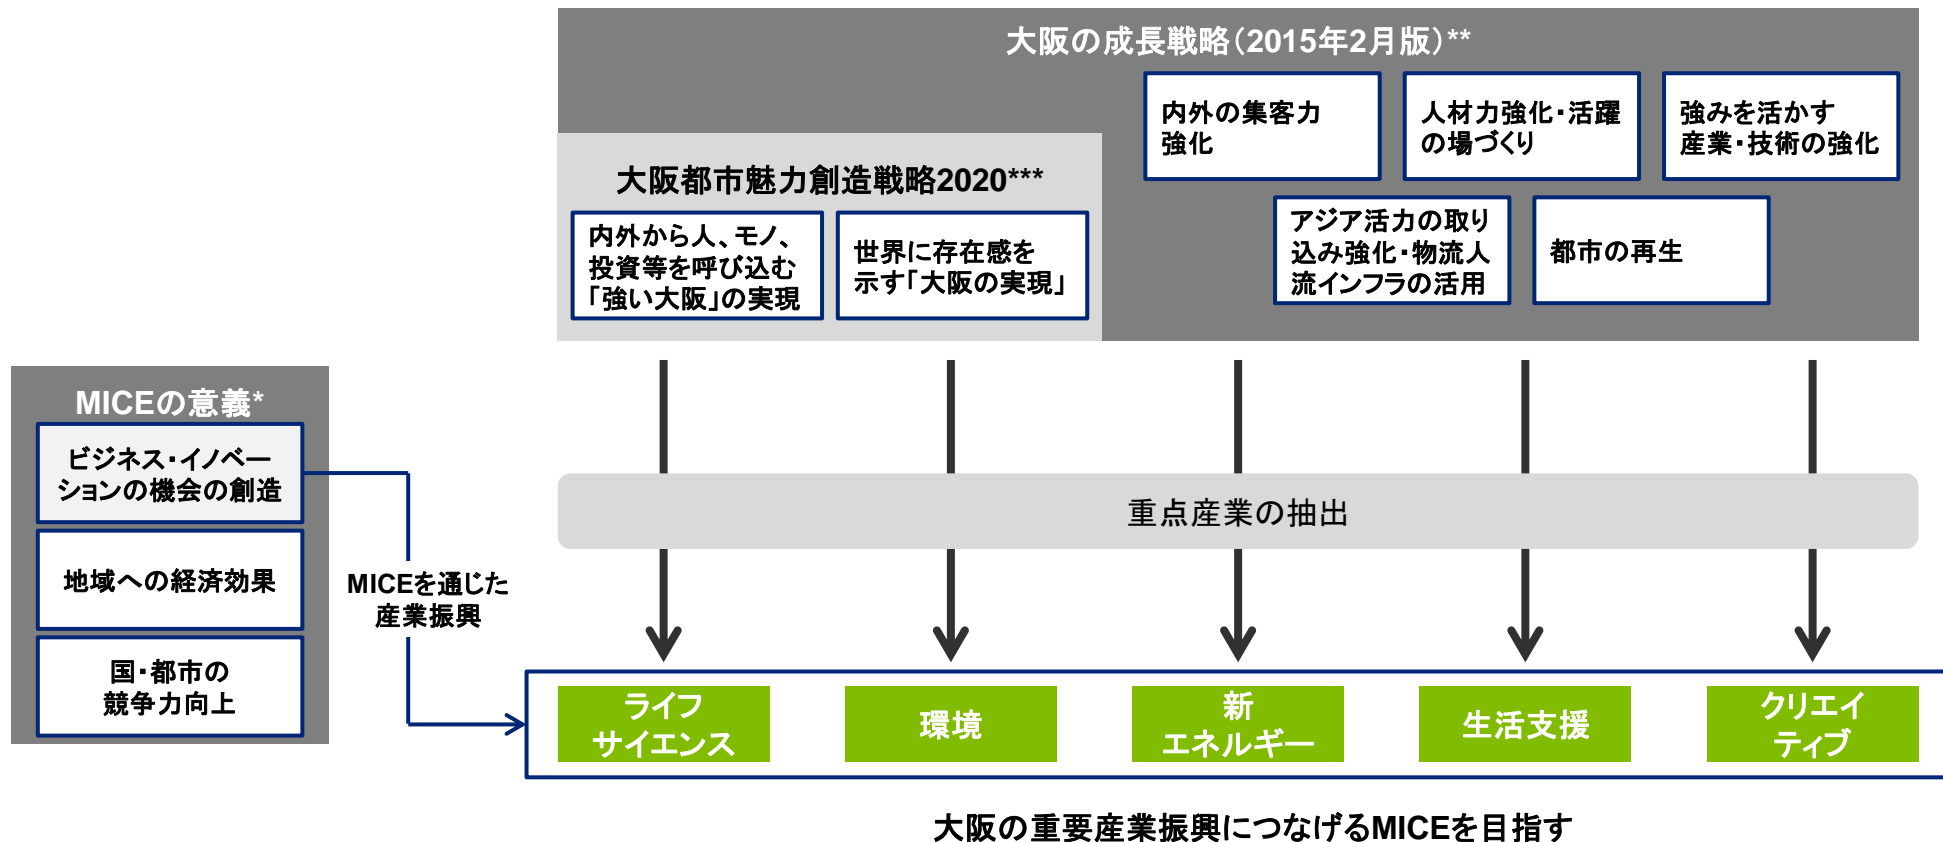 大阪の成長戦略（2015年2月版）**
内外の集客力
強化
人材力強化・活躍
の場づくり
強みを活かす
産業・技術の強化
アジア活力の取り
込み強化・物流人
流インフラの活用
都市の再生
大阪都市魅力創造戦略2020***
内外から人、モノ、
投資等を呼び込む
「強い大阪」の実現
世界に存在感を
示す「大阪の実現」
MICEの意義*
ビジネス・イノベー
ションの機会の創造
地域への経済効果
国・都市の
競争力向上
MICEを通じた
産業振興
重点産業の抽出
ライフ
サイエンス
環境
新
エネルギー
生活支援
クリエイ
ティブ
大阪の重要産業振興につなげるMICEを目指す